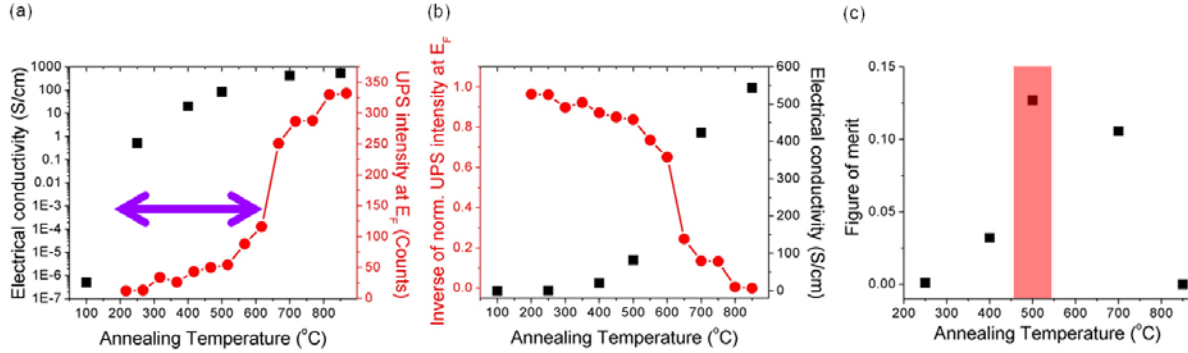 (a)
Electrical conductivity (S/cm)
1000
100
10
1
0.1
0.01
1E-3
1E-4
1E-5
1E-6
1E-7
100 200 300 400 500 600 700 800
Annealing Temperature (°C)
350
300
250
200
150
100
50
0
UPS intensity at E_F (Counts)
(b)
Inverse of norm. UPS intensity at E_F
1.0
0.8
0.6
0.4
0.2
0.0
100 200 300 400 500 600 700 800
Annealing Temperature (°C)
600
500
400
300
200
100
0
Electrical conductivity (S/cm)
(c)
Figure of merit
0.15
0.10
0.05
0.00
200 300 400 500 600 700 800
Annealing Temperature (°C)